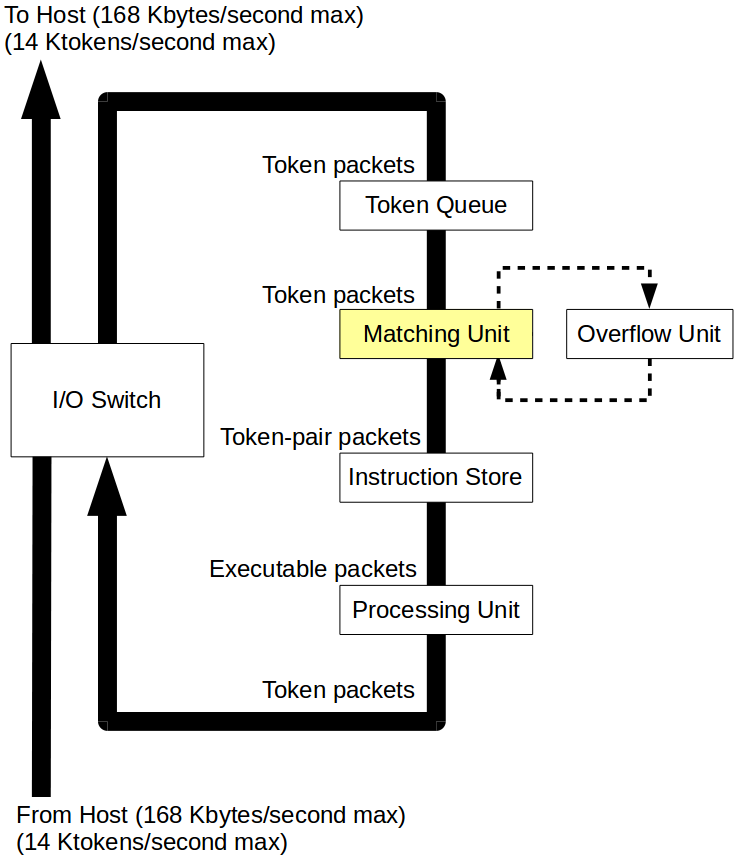 To Host (168 Kbytes/second max)
(14 Ktokens/second max)
Token packets
Token Queue
Token packets
Matching Unit
Overflow Unit
I/O Switch
Token-pair packets
Instruction Store
Executable packets
Processing Unit
Token packets
From Host (168 Kbytes/second max)
(14 Ktokens/second max)